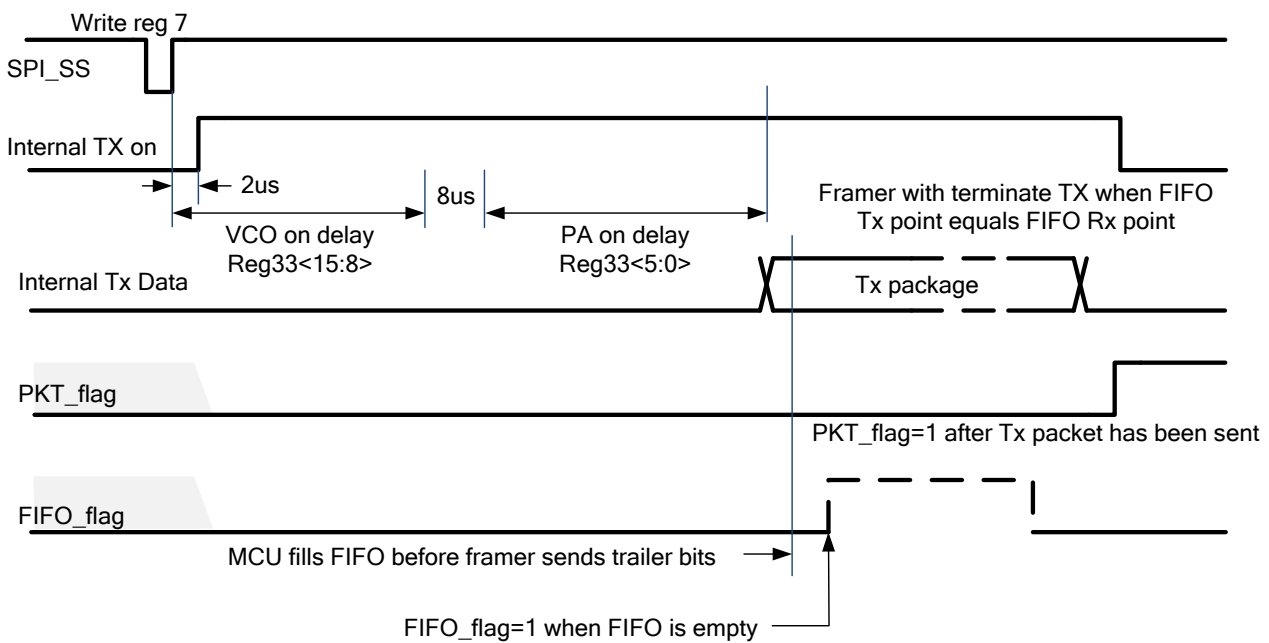 Write reg 7
SPI_SS
Internal TX on
2us
8us
Framer with terminate TX when FIFO
Tx point equals FIFO Rx point
VCO on delay
Reg33<15:8>
PA on delay
Reg33<5:0>
Internal Tx Data
Tx package
PKT_flag
PKT_flag=1 after Tx packet has been sent
FIFO_flag
MCU fills FIFO before framer sends trailer bits
FIFO_flag=1 when FIFO is empty